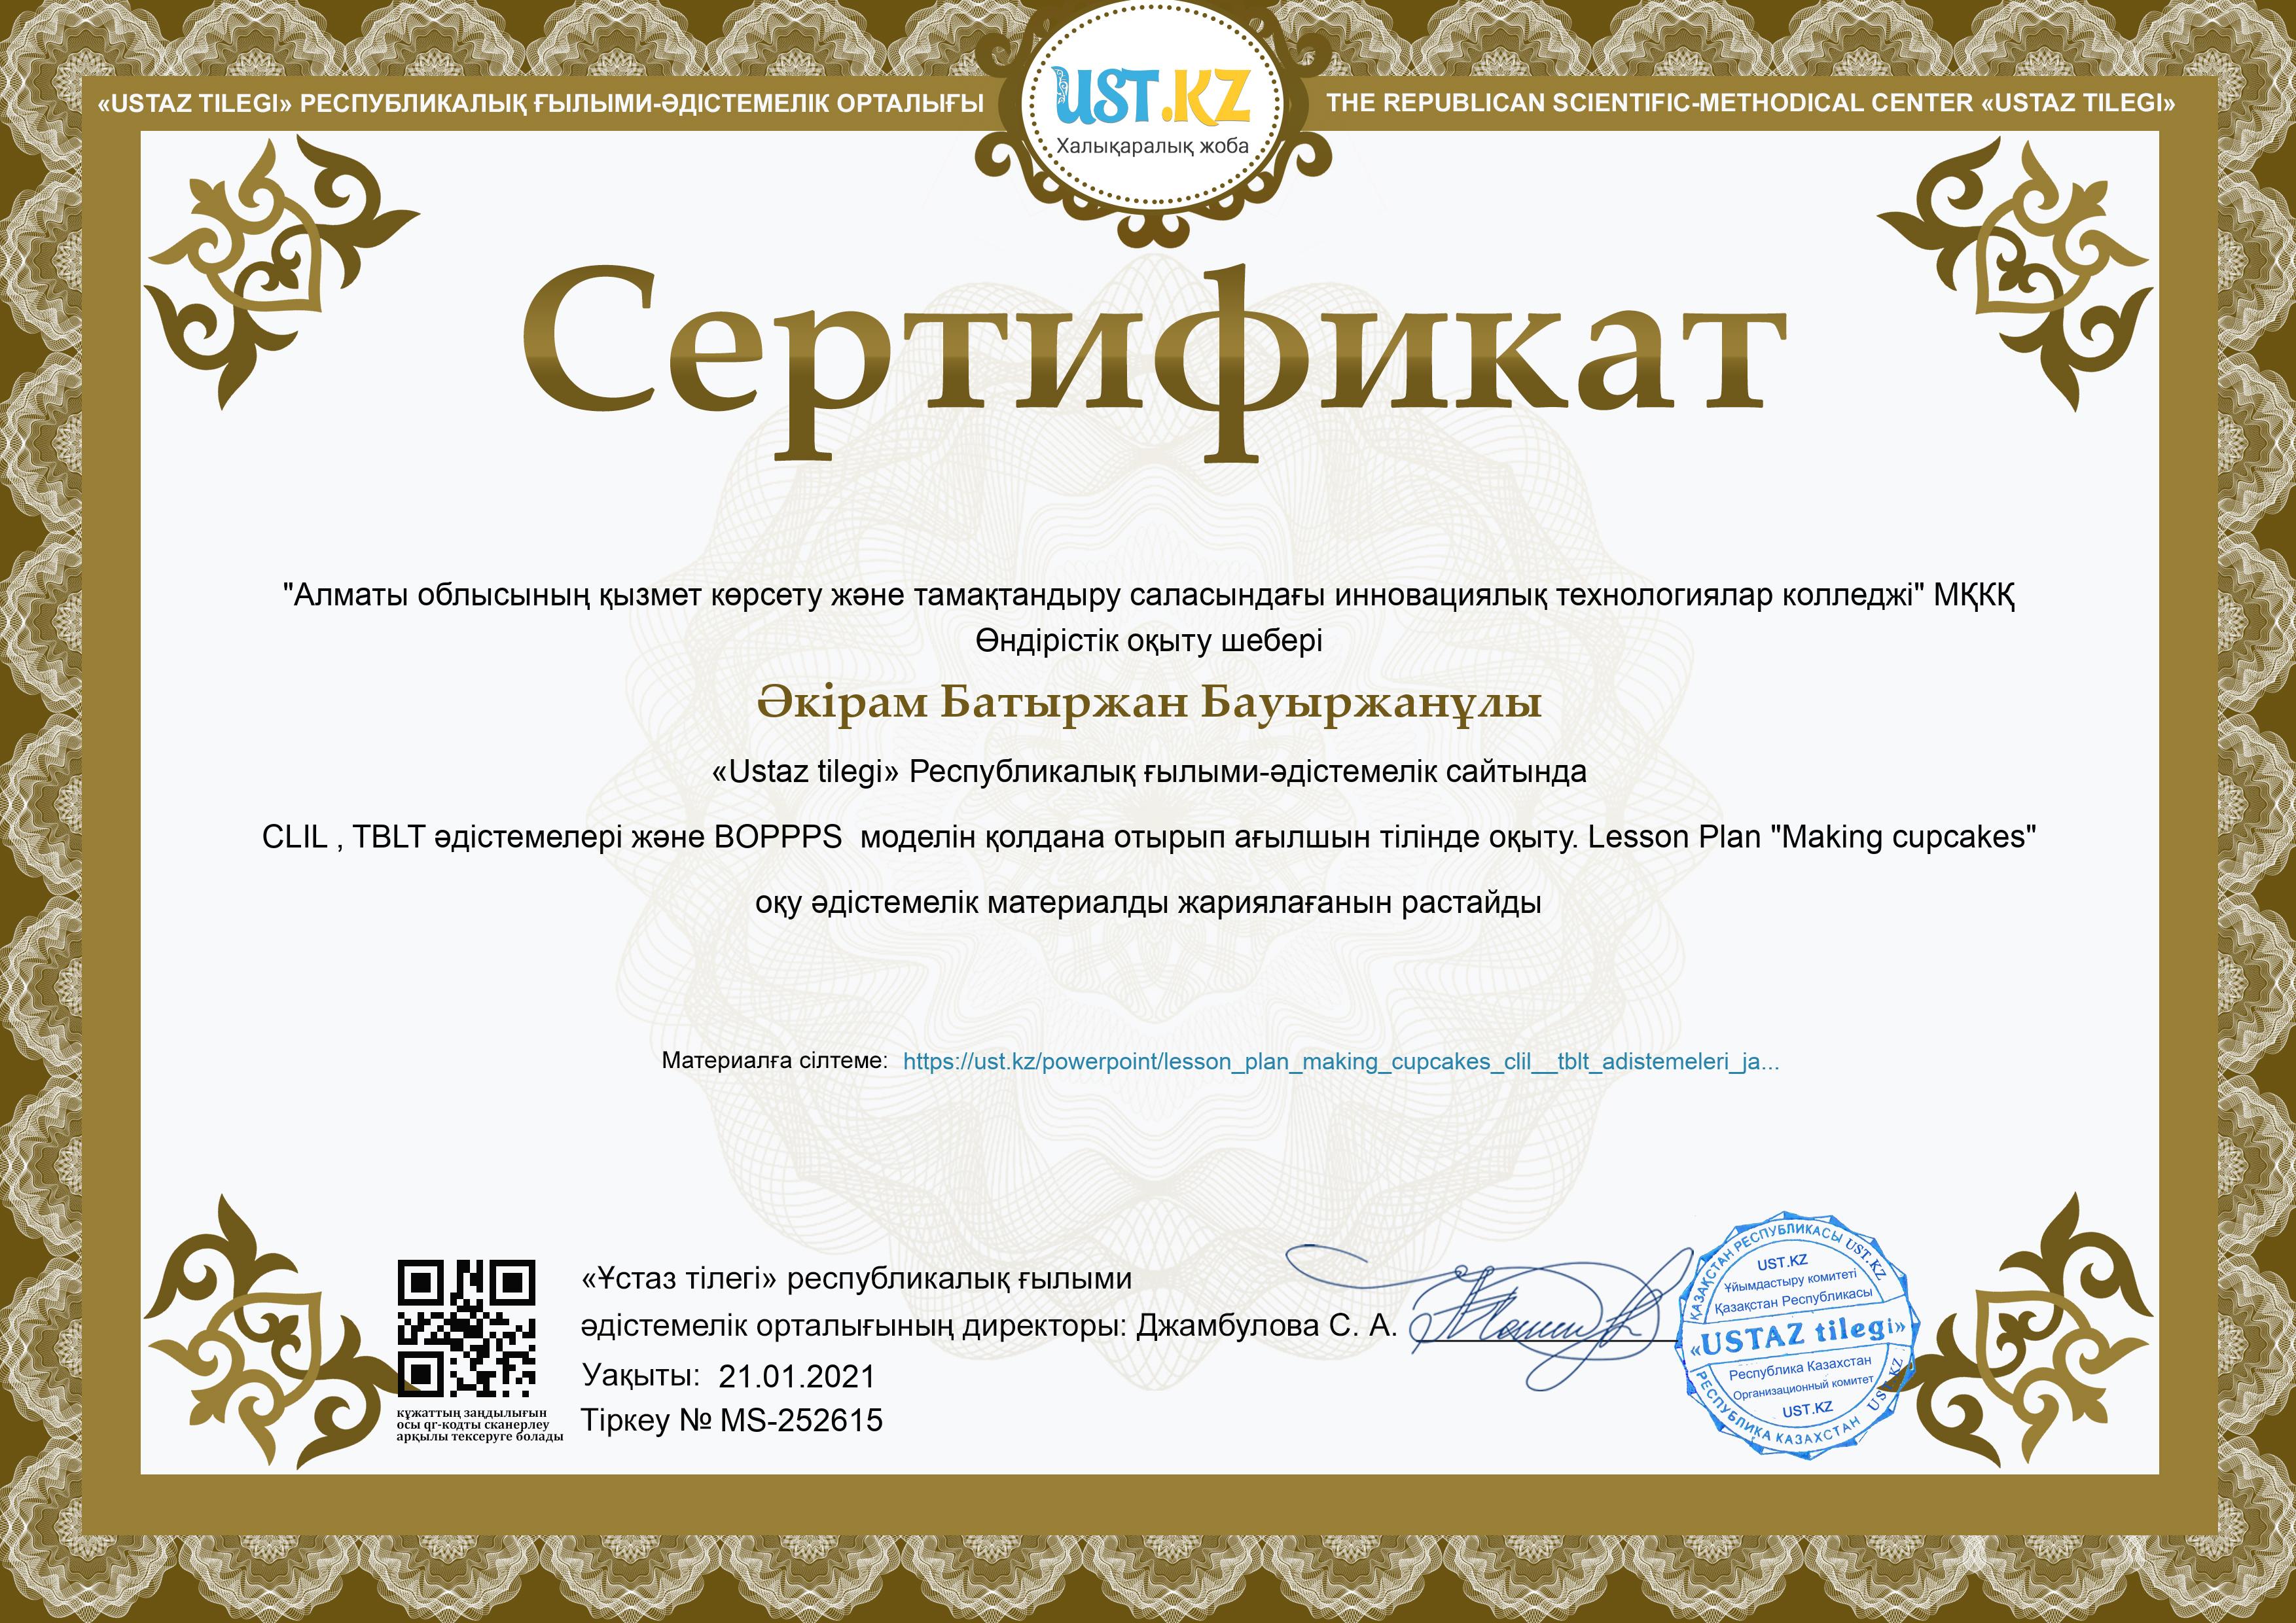 «USTAZ TILEGI» РЕСПУБЛИКАЛЫҚ ҒЫЛЫМИ-ӘДІСТЕМЕЛІК ОРТАЛЫҒЫ
UST.KZ
Халықаралық жоба
THE REPUBLICAN SCIENTIFIC-METHODICAL CENTER «USTAZ TILEGI»
Сертификат
"Алматы облысының қызмет көрсету және тамақтандыру саласындағы инновациялық технологиялар колледжі" МҚКҚ
Өндірістік оқыту шебері
Әкірам Батыржан Бауыржанұлы
«Ustaz tilegi» Республикалық ғылыми-әдістемелік сайтында
CLIL , TBLT әдістемелері және BOPPPS  моделін қолдана отырып ағылшын тілінде оқыту. Lesson Plan "Making cupcakes"
оқу әдістемелік материалды жариялағанын растайды
Материалға сілтеме: https://ust.kz/powerpoint/lesson_plan_making_cupcakes_clil__tblt_adistemeleri_ja...
«Ұстаз тілегі» республикалық ғылыми
әдістемелік орталығының директоры: Джамбулова С. А.
Уақыты: 21.01.2021
Тіркеу № MS-252615
құжаттың заңдылығын
осы qr-кодты сканерлеу
арқылы тексеруге болады
ҚАЗАҚСТАН РЕСПУБЛИКАСЫ UST.KZ
UST.KZ
Ұйымдастыру комитеті
Қазақстан Республикасы
«USTAZ tilegi»
Республика Казахстан
Организационный комитет
UST.KZ
РЕСПУБЛИКА КАЗАХСТАН UST.KZ